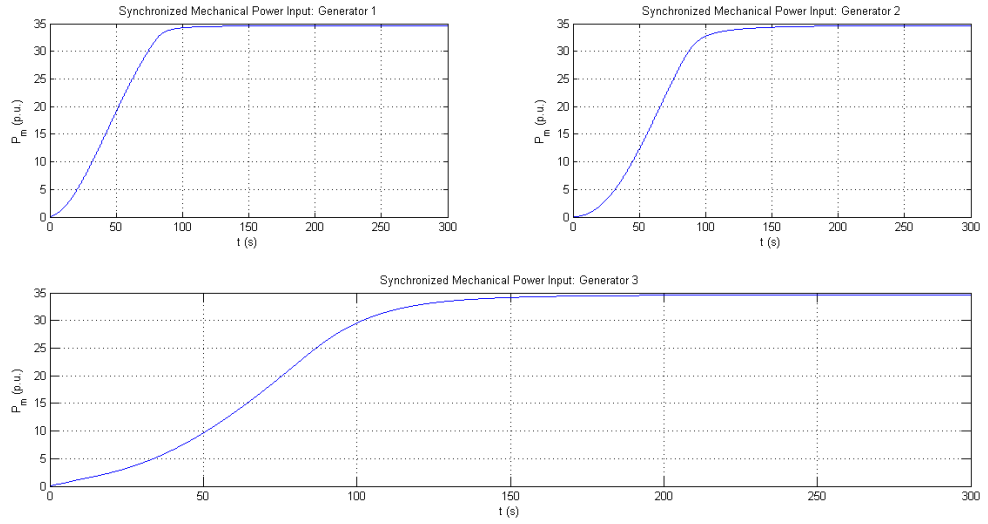 Synchronized Mechanical Power Input: Generator 1
P_m (p.u.)
35
30
25
20
15
10
5
0
0 50 100 150 200 250 300
t (s)
Synchronized Mechanical Power Input: Generator 2
P_m (p.u.)
35
30
25
20
15
10
5
0
0 50 100 150 200 250 300
t (s)
Synchronized Mechanical Power Input: Generator 3
P_m (p.u.)
35
30
25
20
15
10
5
0
0 50 100 150 200 250 300
t (s)